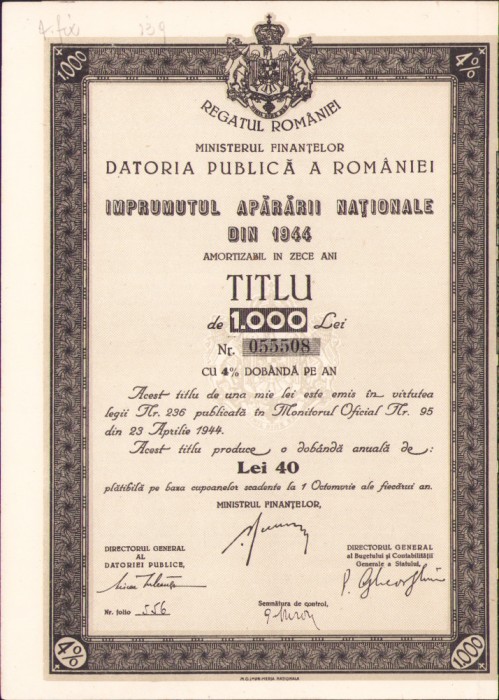 1.000
4%
REGATUL ROMÂNIEI
MINISTERUL FINANȚELOR
DATORIA PUBLICĂ A ROMÂNIEI
IMPRUMUTUL APĂRĂRII NAȚIONALE
DIN 1944
AMORTIZABIL IN ZECE ANI
TITLU
de 1.000 Lei
Nr. 055508
CU 4% DOBÂNDĂ PE AN
Acest titlu de una mie lei este emis în virtutea
legii Nr. 236 publicată în Monitorul Oficial Nr. 95
din 23 Aprilie 1944.
Acest titlu produce o dobândă anuală de:
Lei 40
plătibilă pe baza cupoanelor scadente la 1 Octomvrie ale fiecărui an.
MINISTRUL FINANȚELOR,
DIRECTORUL GENERAL
AL
DATORIEI PUBLICE,
DIRECTORUL GENERAL
al Bugetului și Contabilității
Generale a Statului,
P. Gheorghiu
Nr. folio 556
Semnătura de control,
4%
1.000